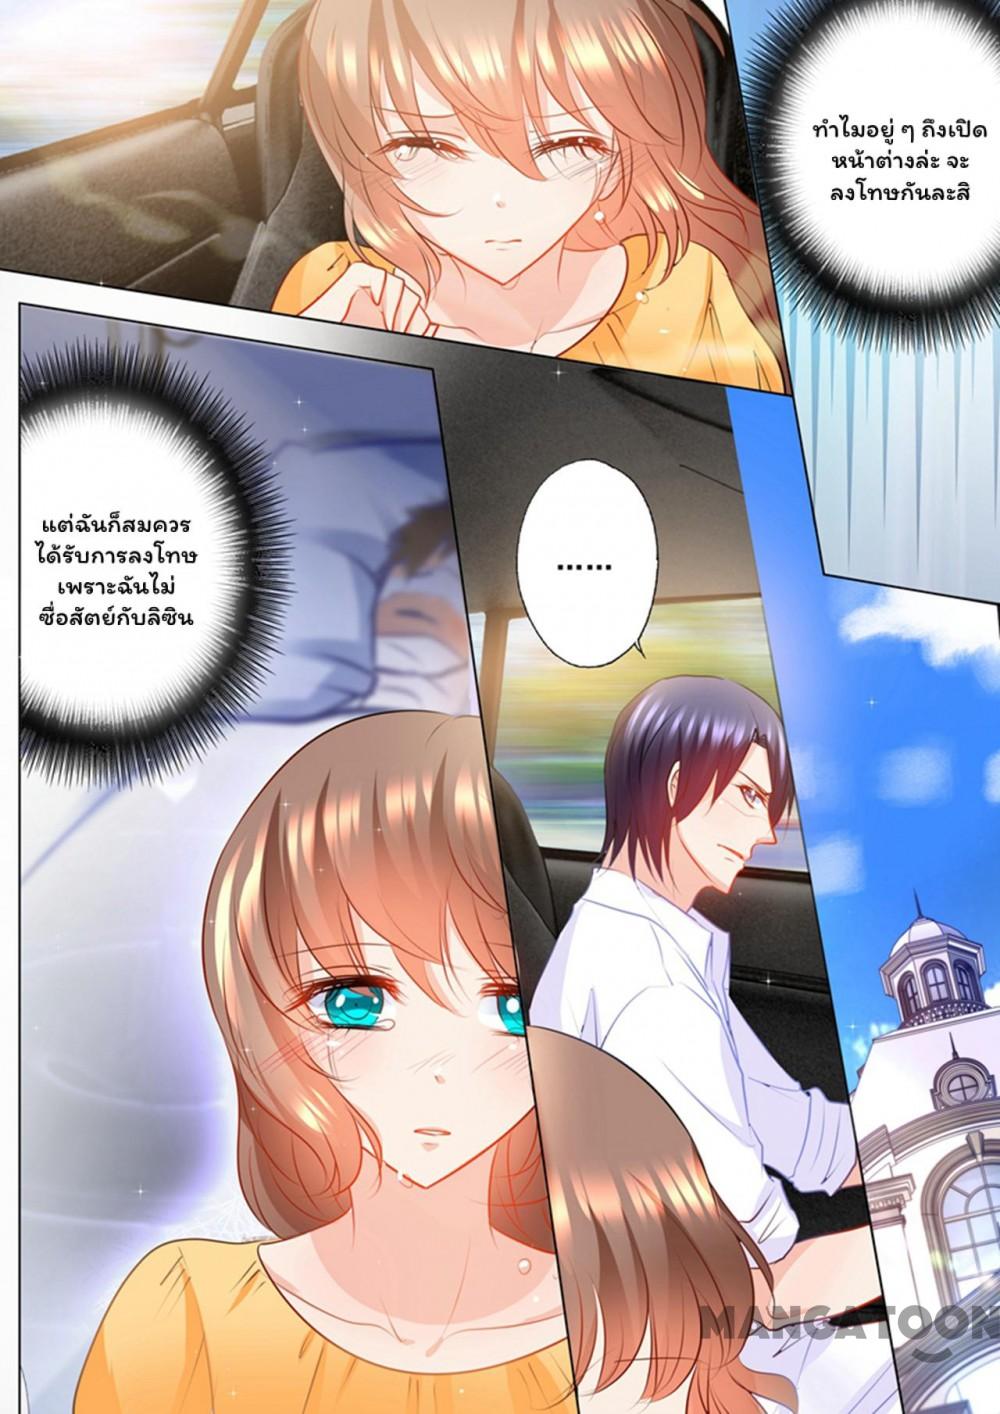 ทำไมอยู่ ๆ ถึงเปิด
หน้าต่างล่ะ จะ
ลงโทษกันละสิ
แต่ฉันก็สมควร
ได้รับการลงโทษ
เพราะฉันไม่
ซื่อสัตย์กับลิซิน
......
MANGATOON